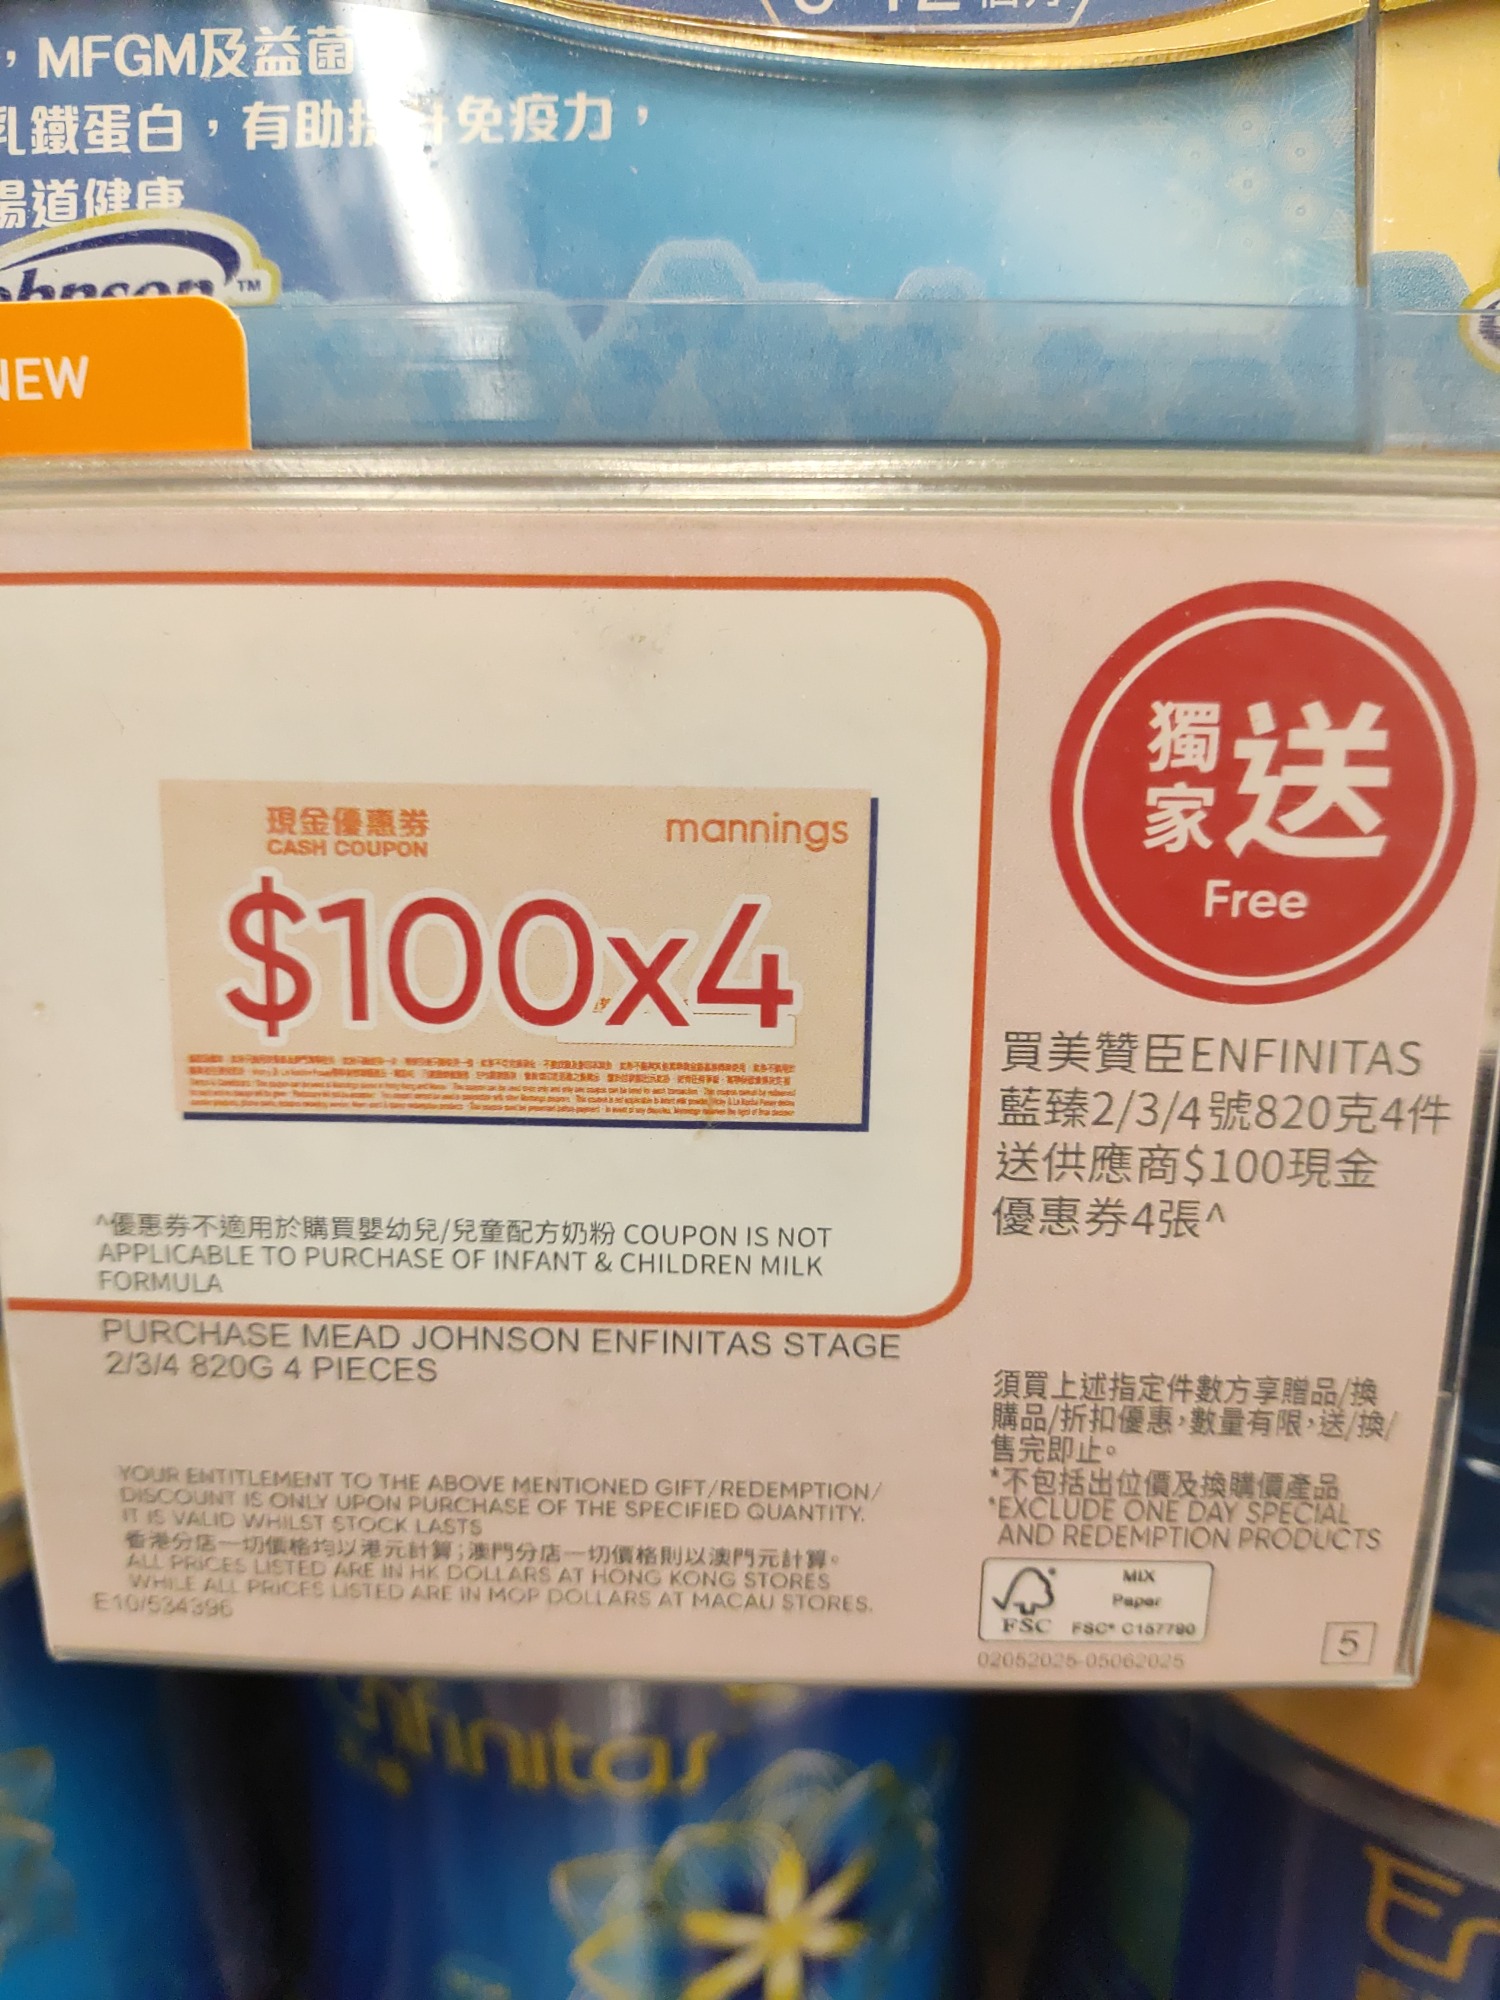 ，MFGM及益菌
乳鐵蛋白，有助提升免疫力，
腸道健康
TM
NEW
現金優惠券
CASH COUPON
mannings
$100x4
獨家送
Free
買美贊臣ENFINITAS
藍臻2/3/4號820克4件
送供應商$100現金
優惠券4張^
^優惠券不適用於購買嬰幼兒/兒童配方奶粉 COUPON IS NOT
APPLICABLE TO PURCHASE OF INFANT & CHILDREN MILK
FORMULA
PURCHASE MEAD JOHNSON ENFINITAS STAGE
2/3/4 820G 4 PIECES
須買上述指定件數方享贈品/換
購品/折扣優惠，數量有限，送/換/
售完即止。
*不包括出位價及換購價產品
*EXCLUDE ONE DAY SPECIAL
AND REDEMPTION PRODUCTS
YOUR ENTITLEMENT TO THE ABOVE MENTIONED GIFT/REDEMPTION/
DISCOUNT IS ONLY UPON PURCHASE OF THE SPECIFIED QUANTITY.
IT IS VALID WHILST STOCK LASTS
香港分店一切價格均以港元計算；澳門分店一切價格則以澳門元計算。
ALL PRICES LISTED ARE IN HK DOLLARS AT HONG KONG STORES
WHILE ALL PRICES LISTED ARE IN MOP DOLLARS AT MACAU STORES.
E10/534396
MIX
Paper
FSC FSC® C157790
02052025-05062025
5
Enfinitas